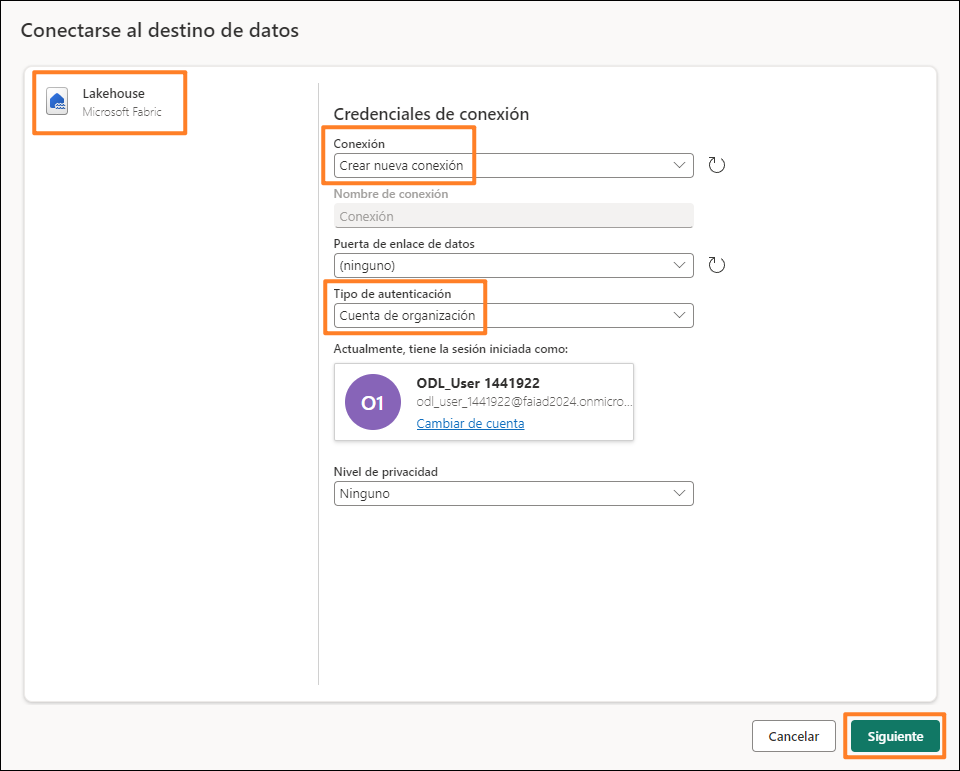 Conectarse al destino de datos
Lakehouse
Microsoft Fabric
Credenciales de conexión
Conexión
Crear nueva conexión
Nombre de conexión
Conexión
Puerta de enlace de datos
(ninguno)
Tipo de autenticación
Cuenta de organización
Actualmente, tiene la sesión iniciada como:
O1
ODL_User 1441922
odl_user_1441922@faiad2024.onmicro...
Cambiar de cuenta
Nivel de privacidad
Ninguno
Cancelar
Siguiente